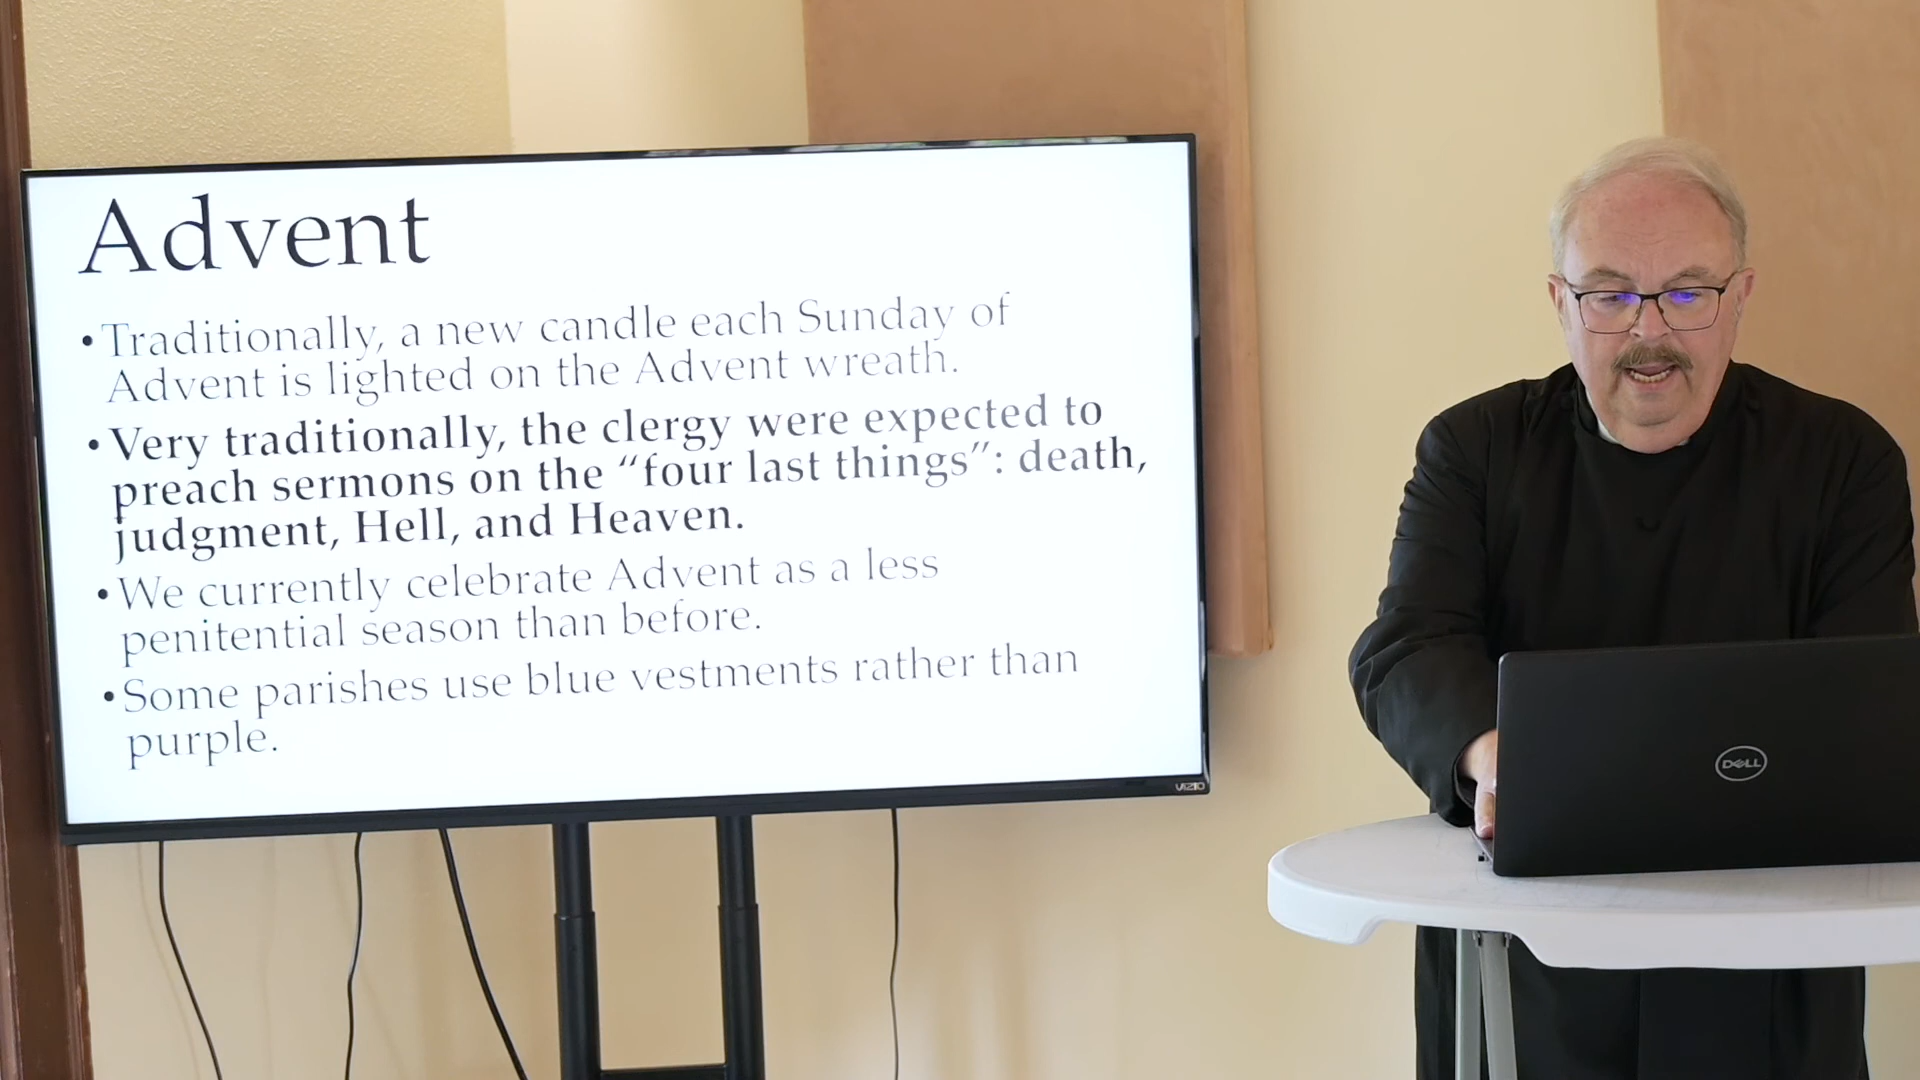 Advent
•Traditionally, a new candle each Sunday of
Advent is lighted on the Advent wreath.
•Very traditionally, the clergy were expected to
preach sermons on the “four last things”: death,
judgment, Hell, and Heaven.
•We currently celebrate Advent as a less
penitential season than before.
•Some parishes use blue vestments rather than
purple.
VIZIO
DELL